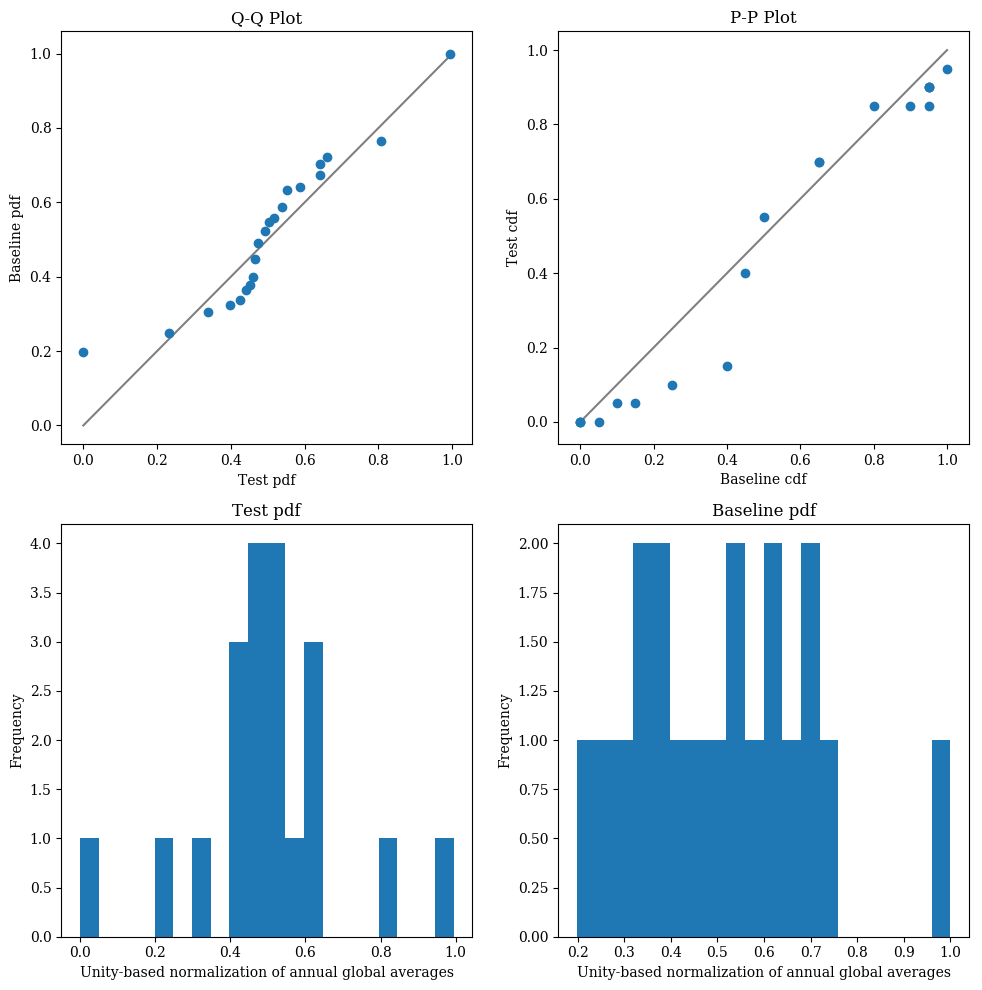 Q-Q Plot
1.0
0.8
0.6
0.4
0.2
0.0
Baseline pdf
0.0 0.2 0.4 0.6 0.8 1.0
Test pdf
P-P Plot
1.0
0.8
0.6
0.4
0.2
0.0
Test cdf
0.0 0.2 0.4 0.6 0.8 1.0
Baseline cdf
Test pdf
4.0
3.5
3.0
2.5
2.0
1.5
1.0
0.5
0.0
Frequency
0.0 0.2 0.4 0.6 0.8 1.0
Unity-based normalization of annual global averages
Baseline pdf
2.00
1.75
1.50
1.25
1.00
0.75
0.50
0.25
0.00
Frequency
0.2 0.3 0.4 0.5 0.6 0.7 0.8 0.9 1.0
Unity-based normalization of annual global averages